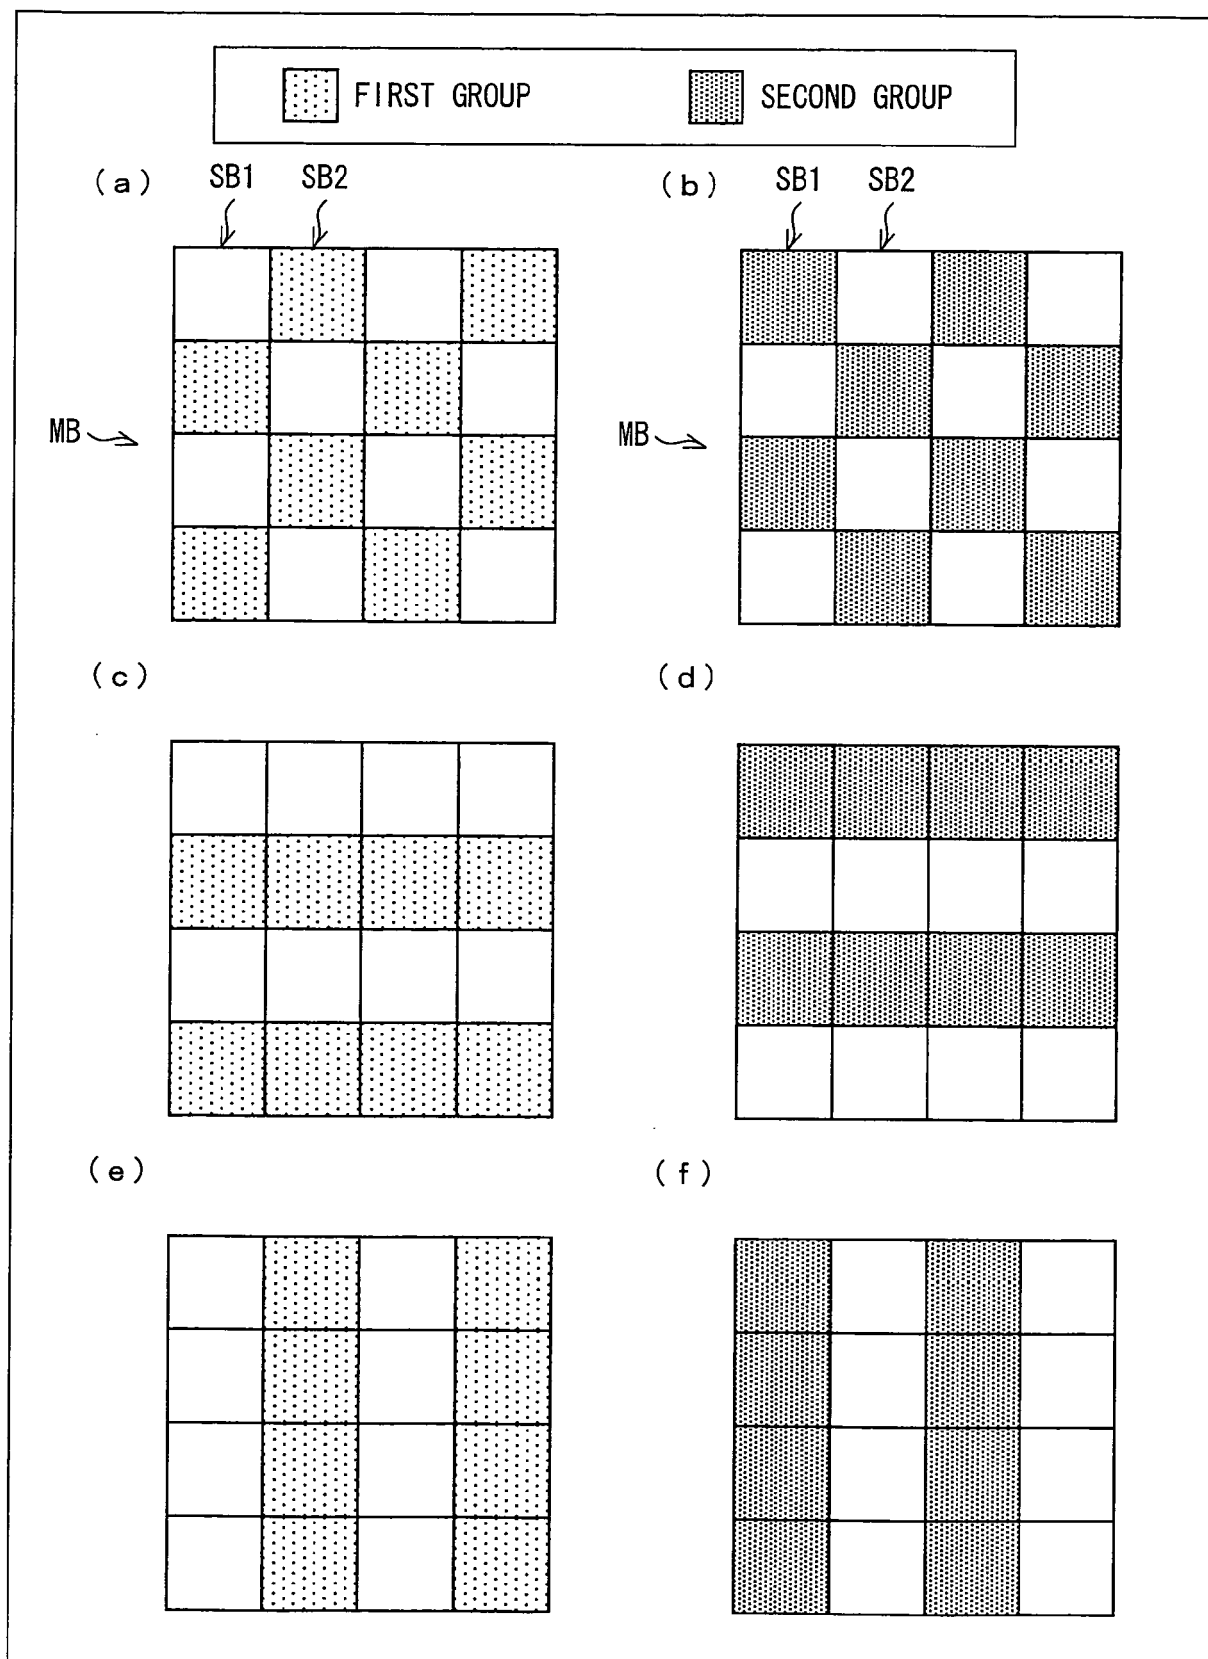 FIRST GROUP SECOND GROUP
(a) SB1 SB2 (b) SB1 SB2
MB MB
(c) (d)
(e) (f)